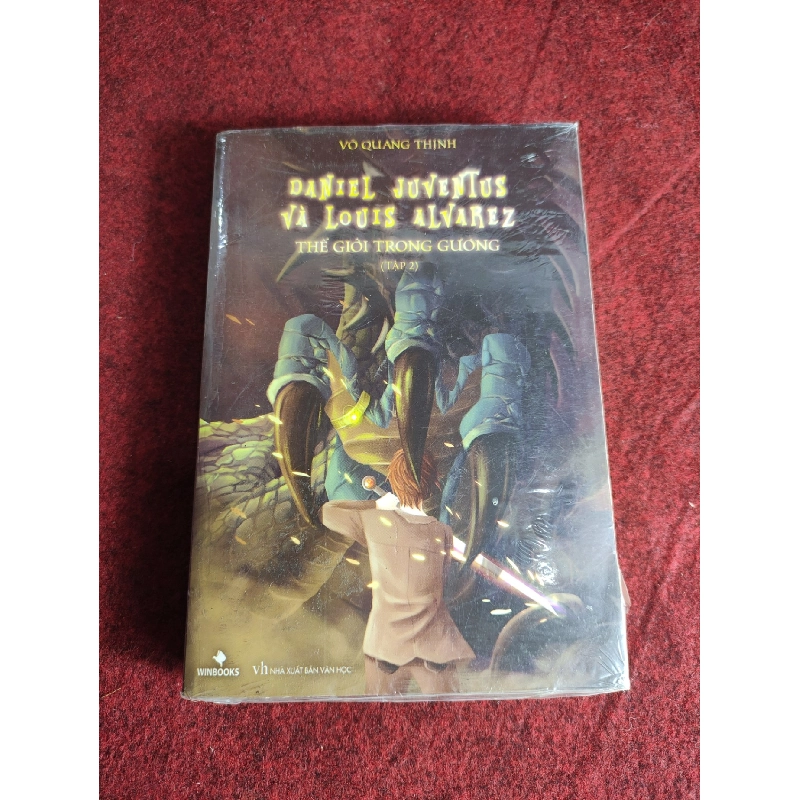 VÕ QUANG THỊNH
DANIEL JUVENTUS
VÀ LOUIS ALVAREZ
THẾ GIỚI TRONG GƯƠNG
(TẬP 2)
WINBOOKS
vh NHÀ XUẤT BẢN VĂN HỌC